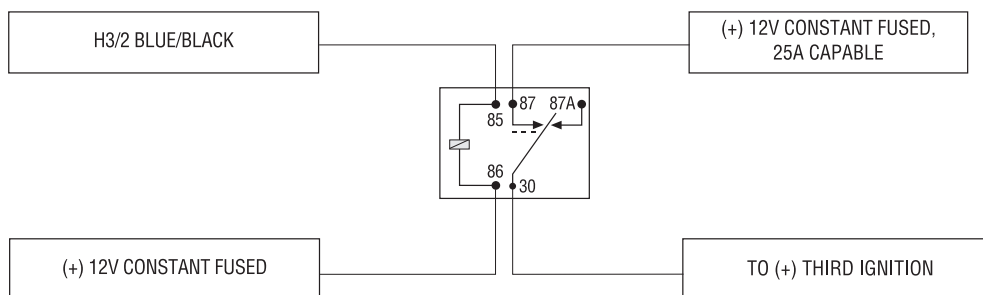 H3/2 BLUE/BLACK
(+) 12V CONSTANT FUSED,
25A CAPABLE
87 87A
85
86
30
(+) 12V CONSTANT FUSED
TO (+) THIRD IGNITION